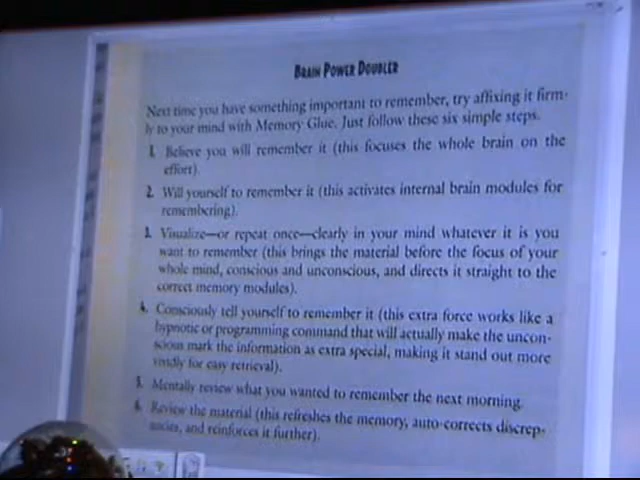 BRAIN POWER DOUBLER
Next time you have something important to remember, try affixing it firm-
ly to your mind with Memory Glue. Just follow these six simple steps.
1. Believe you will remember it (this focuses the whole brain on the
effort).
2. Will yourself to remember it (this activates internal brain modules for
remembering).
3. Visualize—or repeat once—clearly in your mind whatever it is you
want to remember (this brings the material before the focus of your
whole mind, conscious and unconscious, and directs it straight to the
correct memory modules).
4. Consciously tell yourself to remember it (this extra force works like a
hypnotic or programming command that will actually make the uncon-
scious mark the information as extra special, making it stand out more
vividly for easy retrieval).
5. Mentally review what you wanted to remember the next morning.
6. Review the material (this refreshes the memory, auto-corrects discrep-
ancies, and reinforces it further).